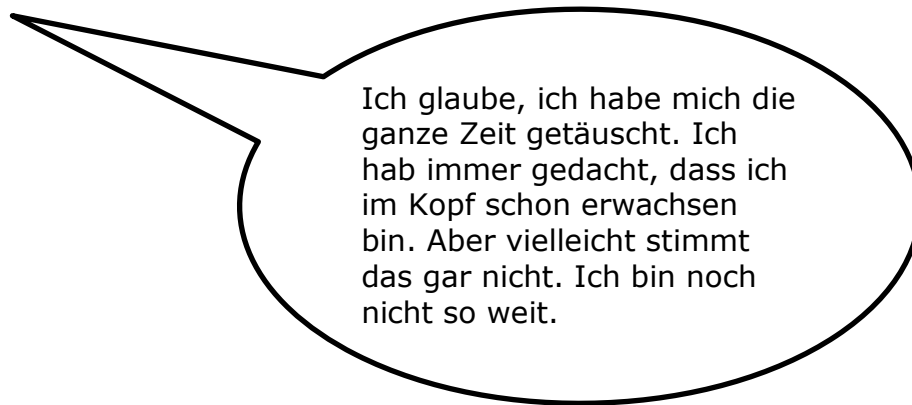 Ich glaube, ich habe mich die
ganze Zeit getäuscht. Ich
hab immer gedacht, dass ich
im Kopf schon erwachsen
bin. Aber vielleicht stimmt
das gar nicht. Ich bin noch
nicht so weit.